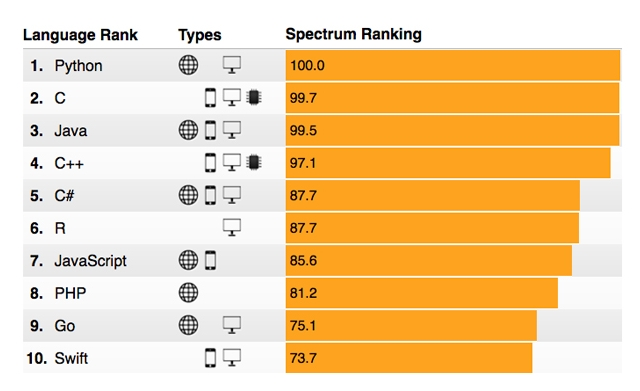 Language Rank Types Spectrum Ranking
1. Python 100.0
2. C 99.7
3. Java 99.5
4. C++ 97.1
5. C# 87.7
6. R 87.7
7. JavaScript 85.6
8. PHP 81.2
9. Go 75.1
10. Swift 73.7